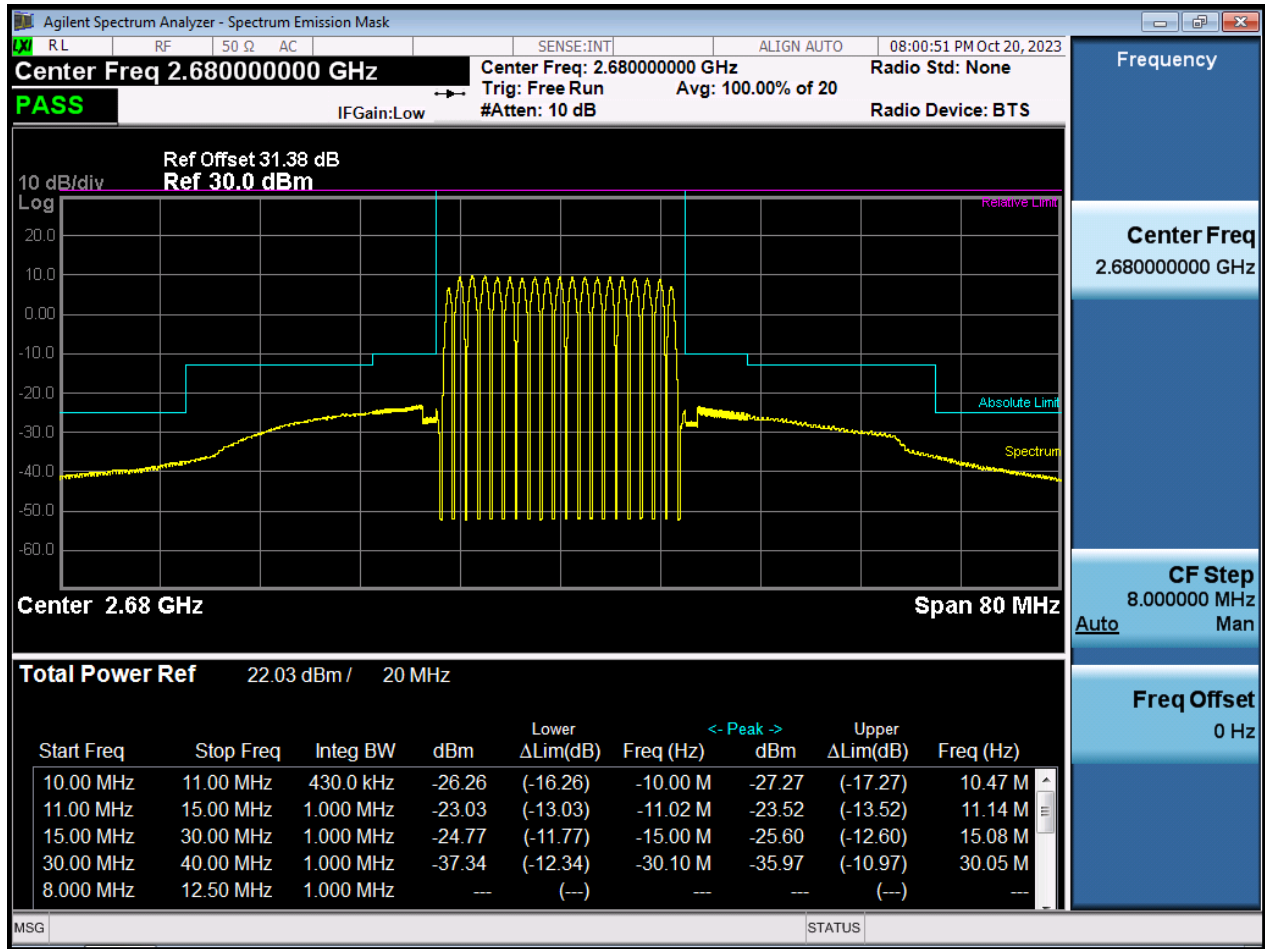 Agilent Spectrum Analyzer - Spectrum Emission Mask
LXI RL RF 50 Ω AC SENSE:INT ALIGN AUTO 08:00:51 PM Oct 20, 2023
Center Freq 2.680000000 GHz
Center Freq: 2.680000000 GHz Radio Std: None
Trig: Free Run Avg: 100.00% of 20
PASS
IFGain:Low #Atten: 10 dB Radio Device: BTS
Ref Offset 31.38 dB
10 dB/div Ref 30.0 dBm
Log
Relative Limit
20.0
10.0
0.00
-10.0
-20.0
Absolute Limit
-30.0
Spectrum
-40.0
-50.0
-60.0
Center 2.68 GHz Span 80 MHz
Total Power Ref 22.03 dBm / 20 MHz
Lower <- Peak -> Upper
Start Freq Stop Freq Integ BW dBm ΔLim(dB) Freq (Hz) dBm ΔLim(dB) Freq (Hz)
10.00 MHz 11.00 MHz 430.0 kHz -26.26 (-16.26) -10.00 M -27.27 (-17.27) 10.47 M
11.00 MHz 15.00 MHz 1.000 MHz -23.03 (-13.03) -11.02 M -23.52 (-13.52) 11.14 M
15.00 MHz 30.00 MHz 1.000 MHz -24.77 (-11.77) -15.00 M -25.60 (-12.60) 15.08 M
30.00 MHz 40.00 MHz 1.000 MHz -37.34 (-12.34) -30.10 M -35.97 (-10.97) 30.05 M
8.000 MHz 12.50 MHz 1.000 MHz --- (---) --- --- (---) ---
MSG STATUS
Frequency
Center Freq
2.680000000 GHz
CF Step
8.000000 MHz
Auto Man
Freq Offset
0 Hz